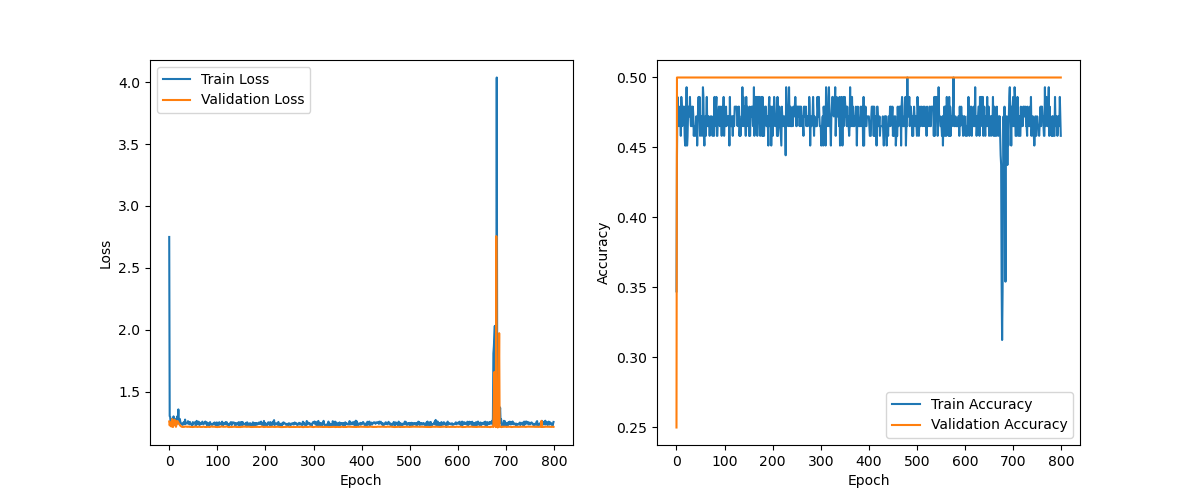 Train Loss
Validation Loss
4.0
3.5
3.0
2.5
2.0
1.5
Loss
0 100 200 300 400 500 600 700 800
Epoch
0.50
0.45
0.40
0.35
0.30
0.25
Accuracy
Train Accuracy
Validation Accuracy
0 100 200 300 400 500 600 700 800
Epoch